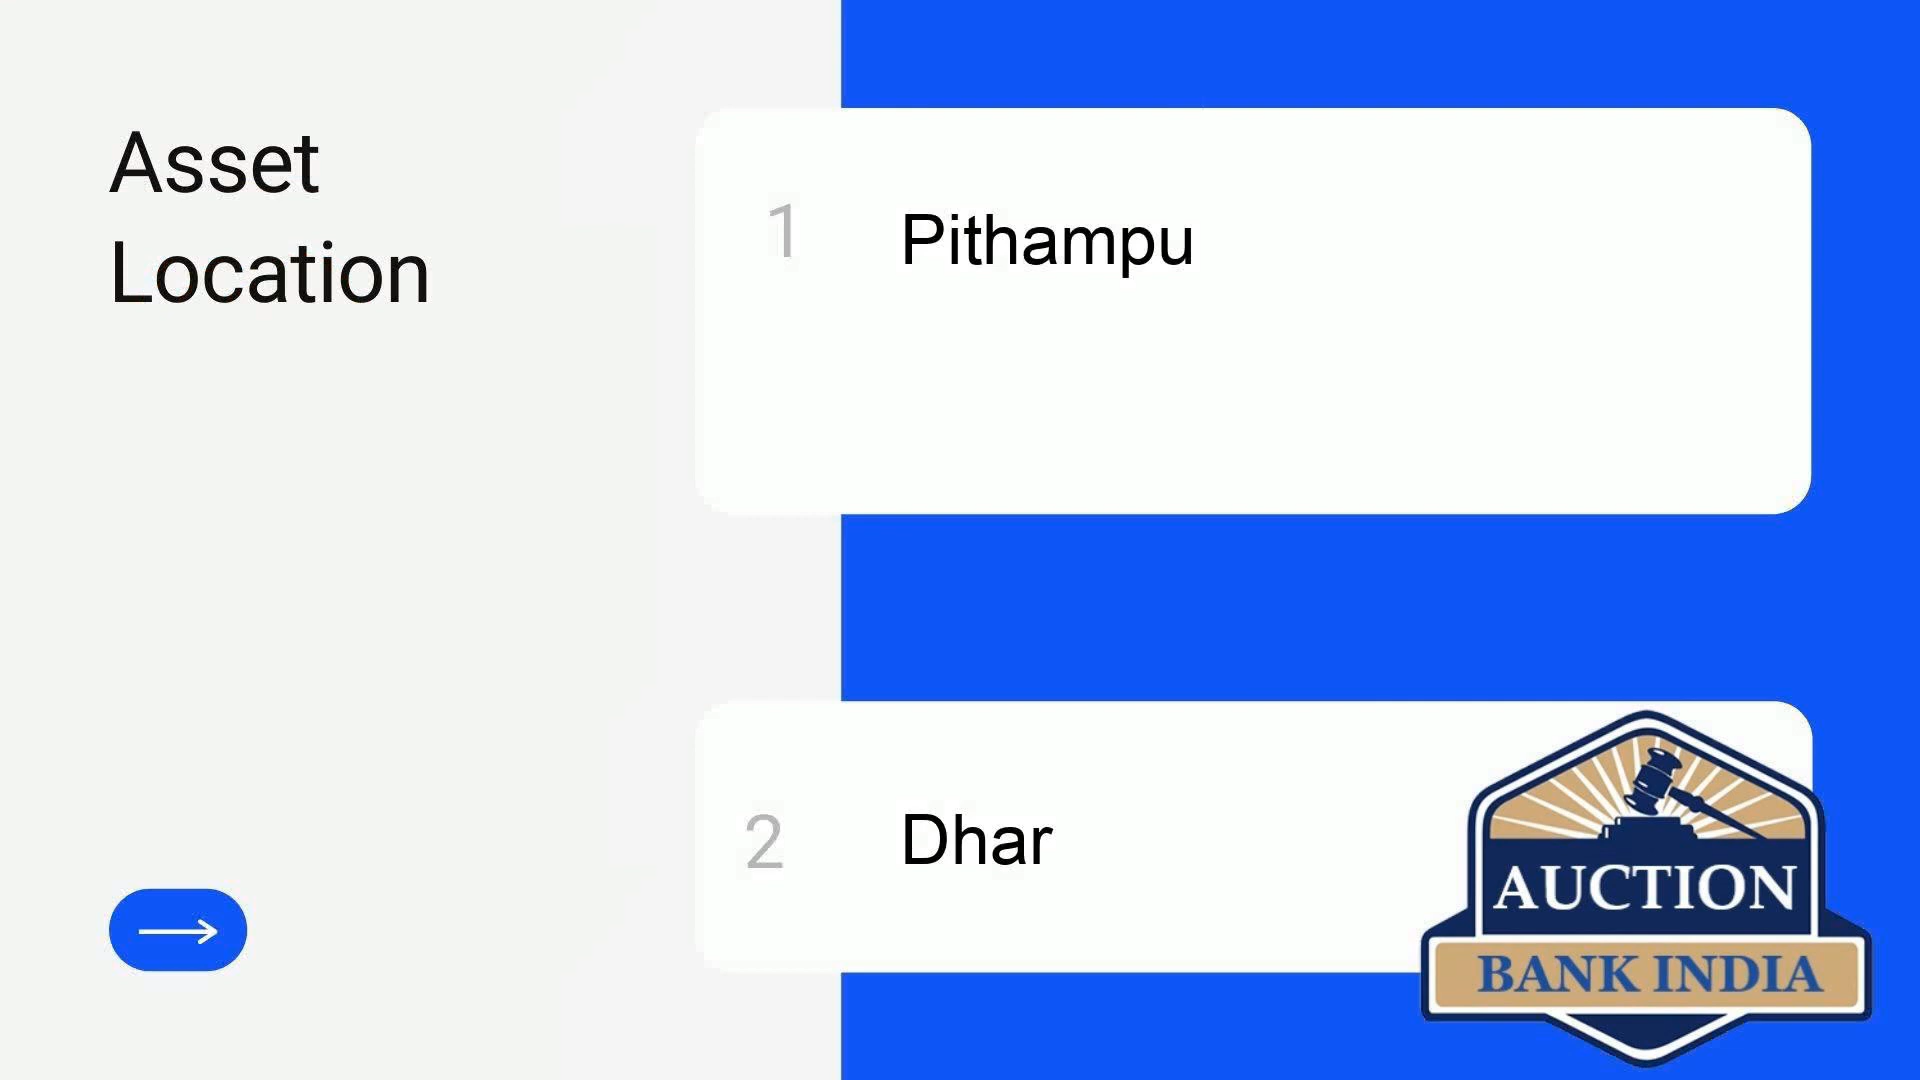 Asset
Location
1
Pithampu
2
Dhar
AUCTION
BANK INDIA